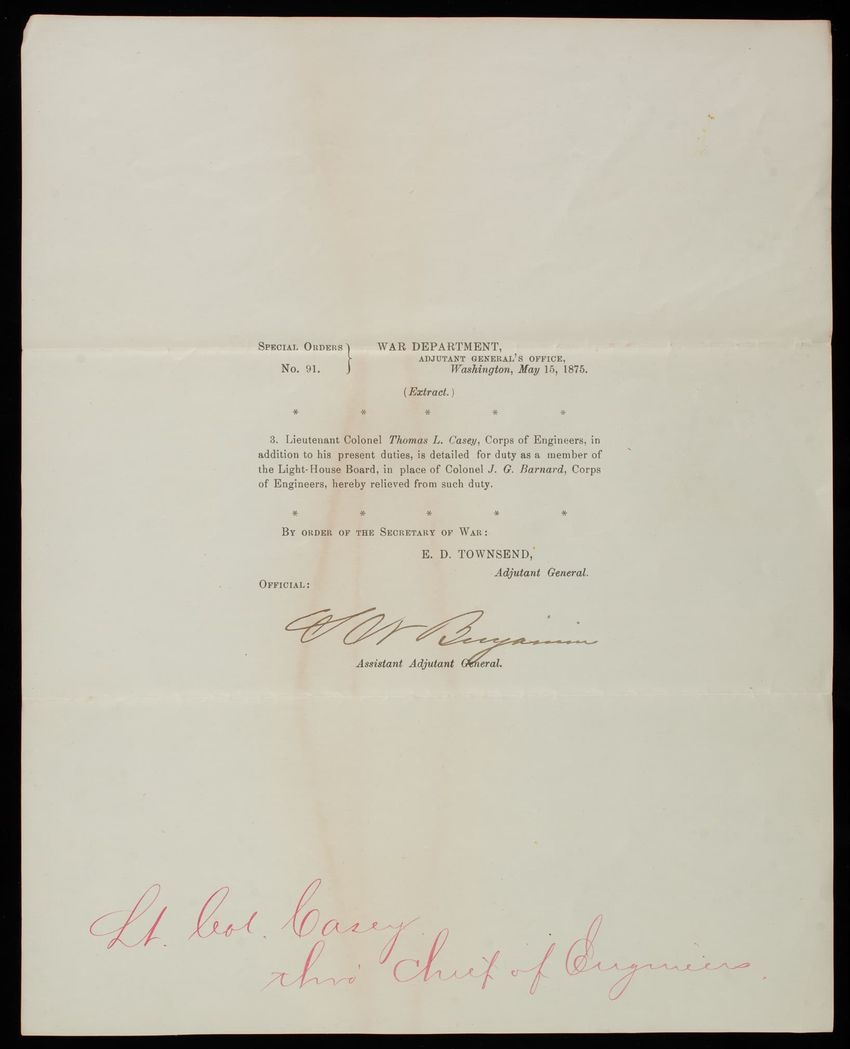 SPECIAL ORDERS } WAR DEPARTMENT,
ADJUTANT GENERAL'S OFFICE,
No. 91. Washington, May 15, 1875.
(Extract.)
* * * * *
3. Lieutenant Colonel Thomas L. Casey, Corps of Engineers, in
addition to his present duties, is detailed for duty as a member of
the Light-House Board, in place of Colonel J. G. Barnard, Corps
of Engineers, hereby relieved from such duty.
* * * * *
BY ORDER OF THE SECRETARY OF WAR:
E. D. TOWNSEND,
Adjutant General.
OFFICIAL:
S N Benjamin
Assistant Adjutant General.
Lt. Col. Casey
thro' Chief of Engineers.